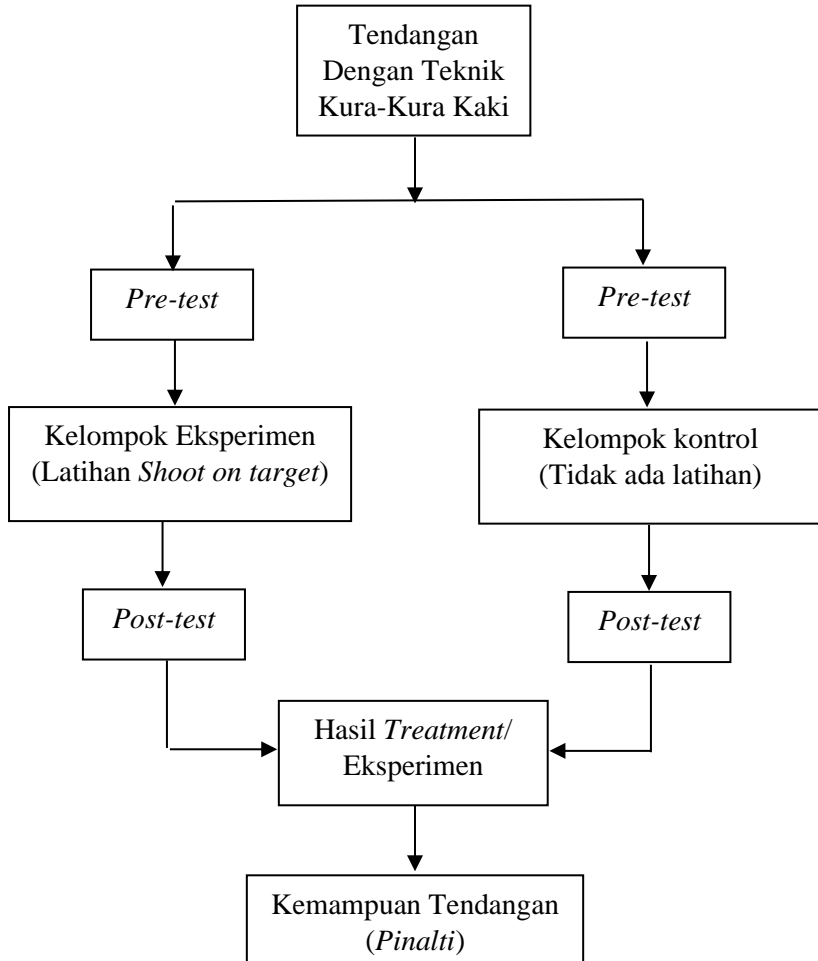 Tendangan
Dengan Teknik
Kura-Kura Kaki
Pre-test
Pre-test
Kelompok Eksperimen
(Latihan Shoot on target)
Kelompok kontrol
(Tidak ada latihan)
Post-test
Post-test
Hasil Treatment/
Eksperimen
Kemampuan Tendangan
(Pinalti)